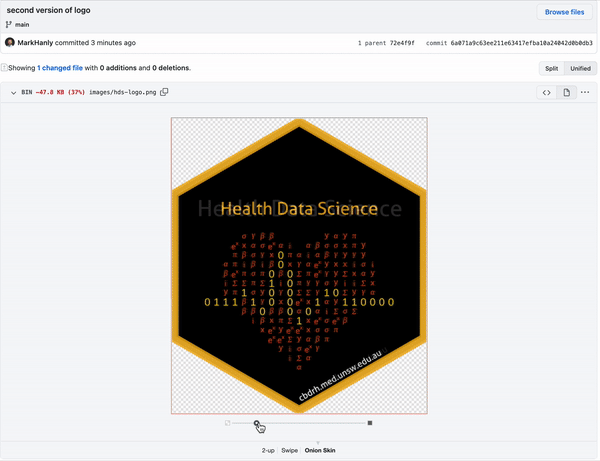 second version of logo
Browse files
main
MarkHanly committed 3 minutes ago
1 parent 72e4f9f commit 6a071a9c63ee211e63417efba10a24042d0b0db3
Showing 1 changed file with 0 additions and 0 deletions.
Split Unified
BIN −47.8 KB (37%) images/hds-logo.png
Health Data Science
cbdrh.med.unsw.edu.au
2-up Swipe Onion Skin